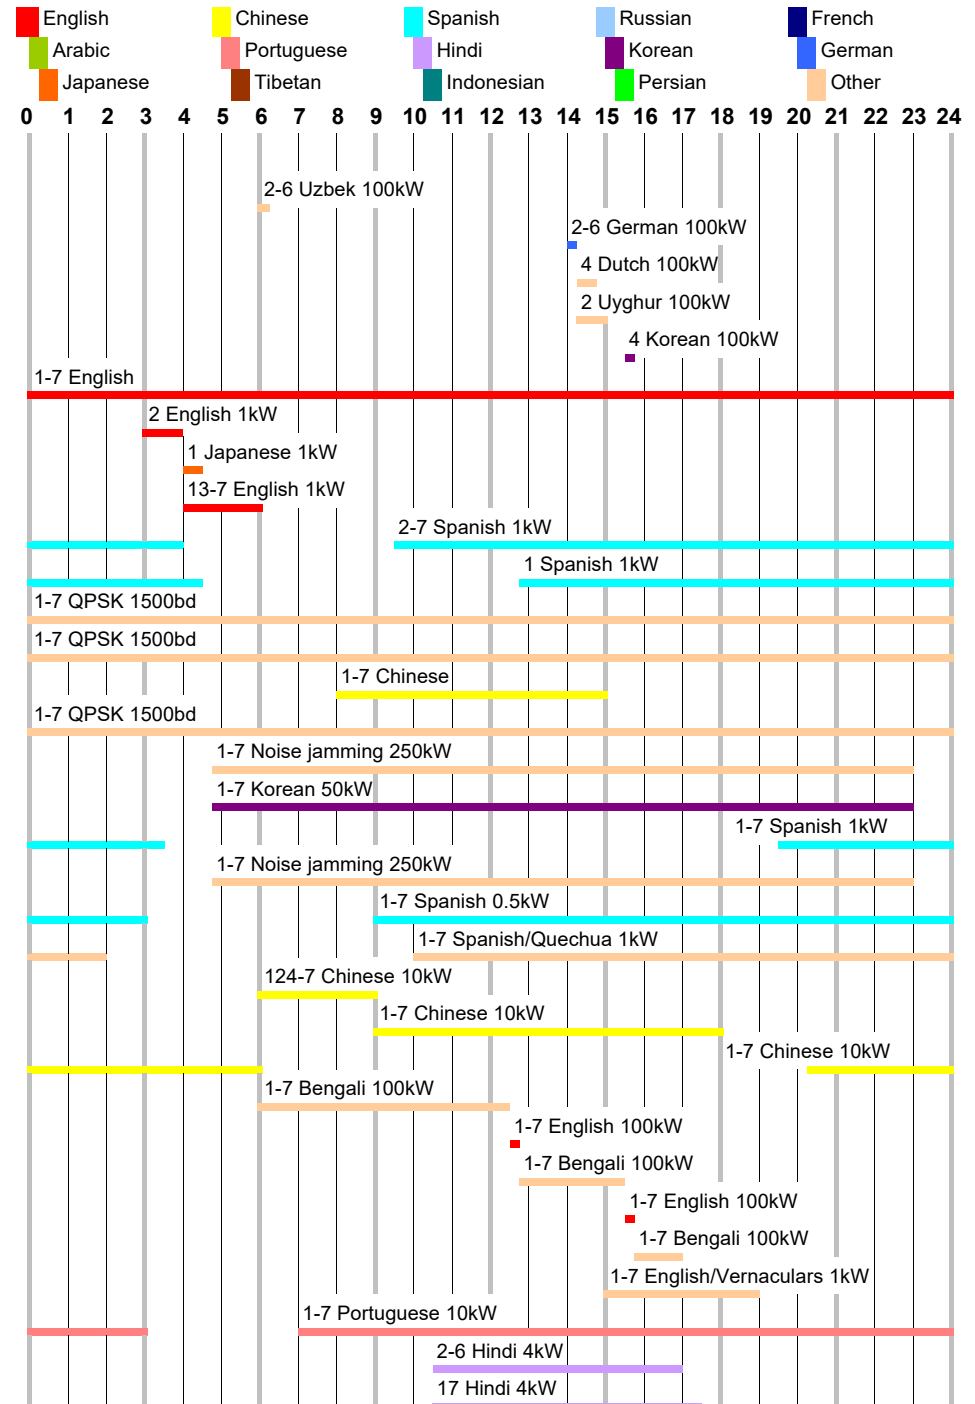 English Chinese Spanish Russian French
Arabic Portuguese Hindi Korean German
Japanese Tibetan Indonesian Persian Other
0 1 2 3 4 5 6 7 8 9 10 11 12 13 14 15 16 17 18 19 20 21 22 23 24
2-6 Uzbek 100kW
2-6 German 100kW
4 Dutch 100kW
2 Uyghur 100kW
4 Korean 100kW
1-7 English
2 English 1kW
1 Japanese 1kW
13-7 English 1kW
2-7 Spanish 1kW
1 Spanish 1kW
1-7 QPSK 1500bd
1-7 QPSK 1500bd
1-7 Chinese
1-7 QPSK 1500bd
1-7 Noise jamming 250kW
1-7 Korean 50kW
1-7 Spanish 1kW
1-7 Noise jamming 250kW
1-7 Spanish 0.5kW
1-7 Spanish/Quechua 1kW
124-7 Chinese 10kW
1-7 Chinese 10kW
1-7 Chinese 10kW
1-7 Bengali 100kW
1-7 English 100kW
1-7 Bengali 100kW
1-7 English 100kW
1-7 Bengali 100kW
1-7 English/Vernaculars 1kW
1-7 Portuguese 10kW
2-6 Hindi 4kW
17 Hindi 4kW